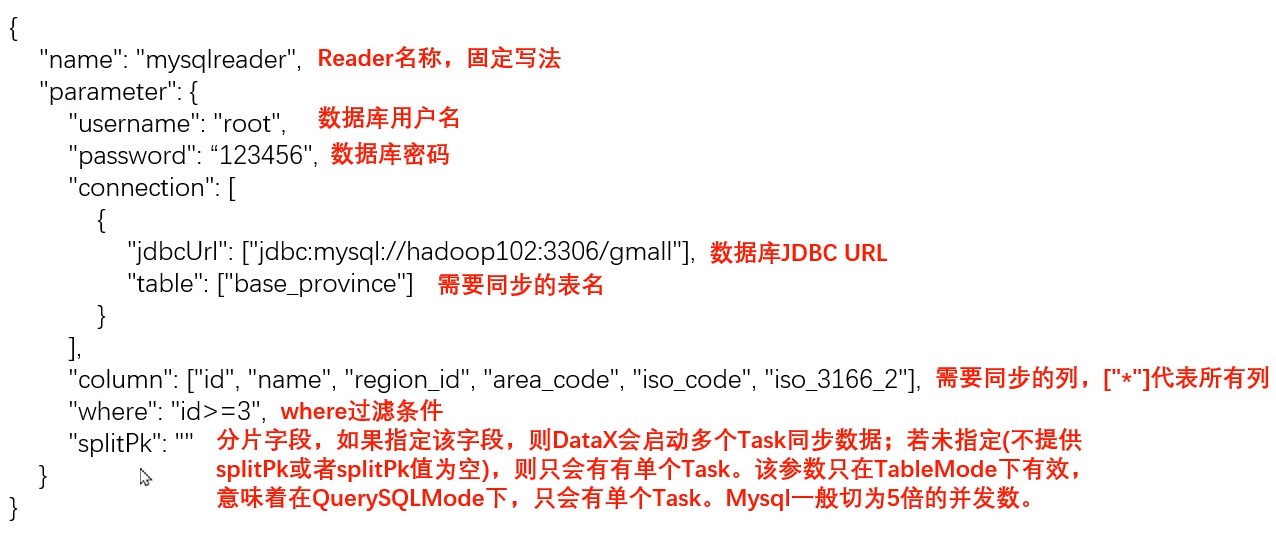 {
"name": "mysqlreader", Reader名称，固定写法
"parameter": {
"username": "root", 数据库用户名
"password": “123456", 数据库密码
"connection": [
{
"jdbcUrl": ["jdbc:mysql://hadoop102:3306/gmall"], 数据库JDBC URL
"table": ["base_province"] 需要同步的表名
}
],
"column": ["id", "name", "region_id", "area_code", "iso_code", "iso_3166_2"], 需要同步的列，["*"]代表所有列
"where": "id>=3", where过滤条件
"splitPk": "" 分片字段，如果指定该字段，则DataX会启动多个Task同步数据；若未指定(不提供
splitPk或者splitPk值为空)，则只会有有单个Task。该参数只在TableMode下有效，
} 意味着在QuerySQLMode下，只会有单个Task。Mysql一般切为5倍的并发数。
}